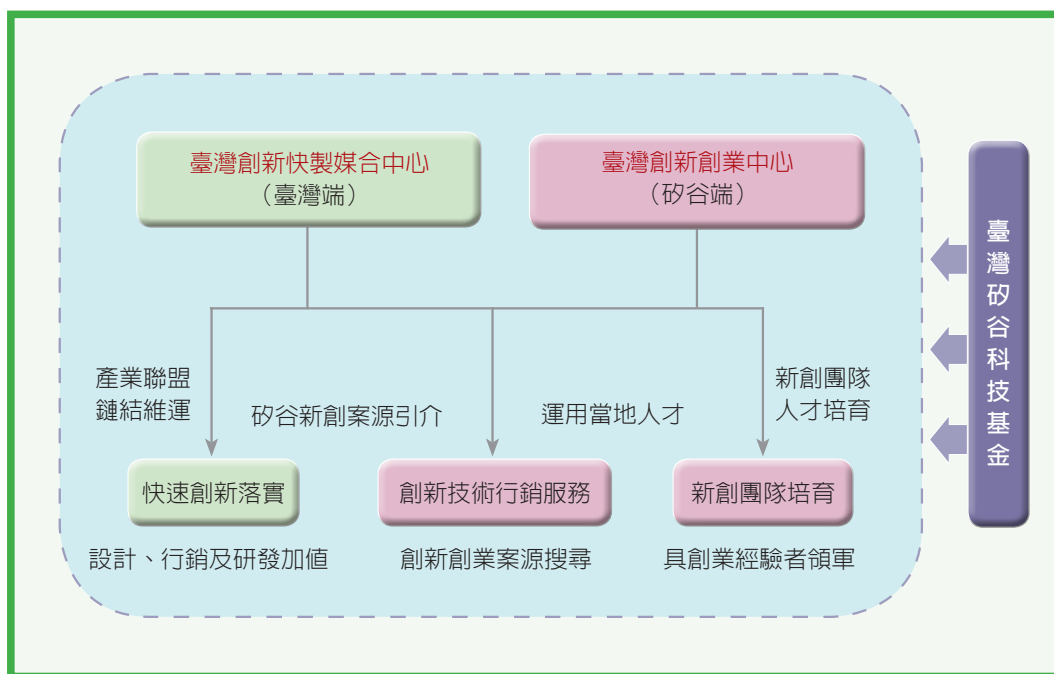 臺灣創新快製媒合中心
（臺灣端）
臺灣創新創業中心
（矽谷端）
產業聯盟
鏈結維運
矽谷新創案源引介
運用當地人才
新創團隊
人才培育
快速創新落實
創新技術行銷服務
新創團隊培育
設計、行銷及研發加值
創新創業案源搜尋
具創業經驗者領軍
臺灣矽谷科技基金